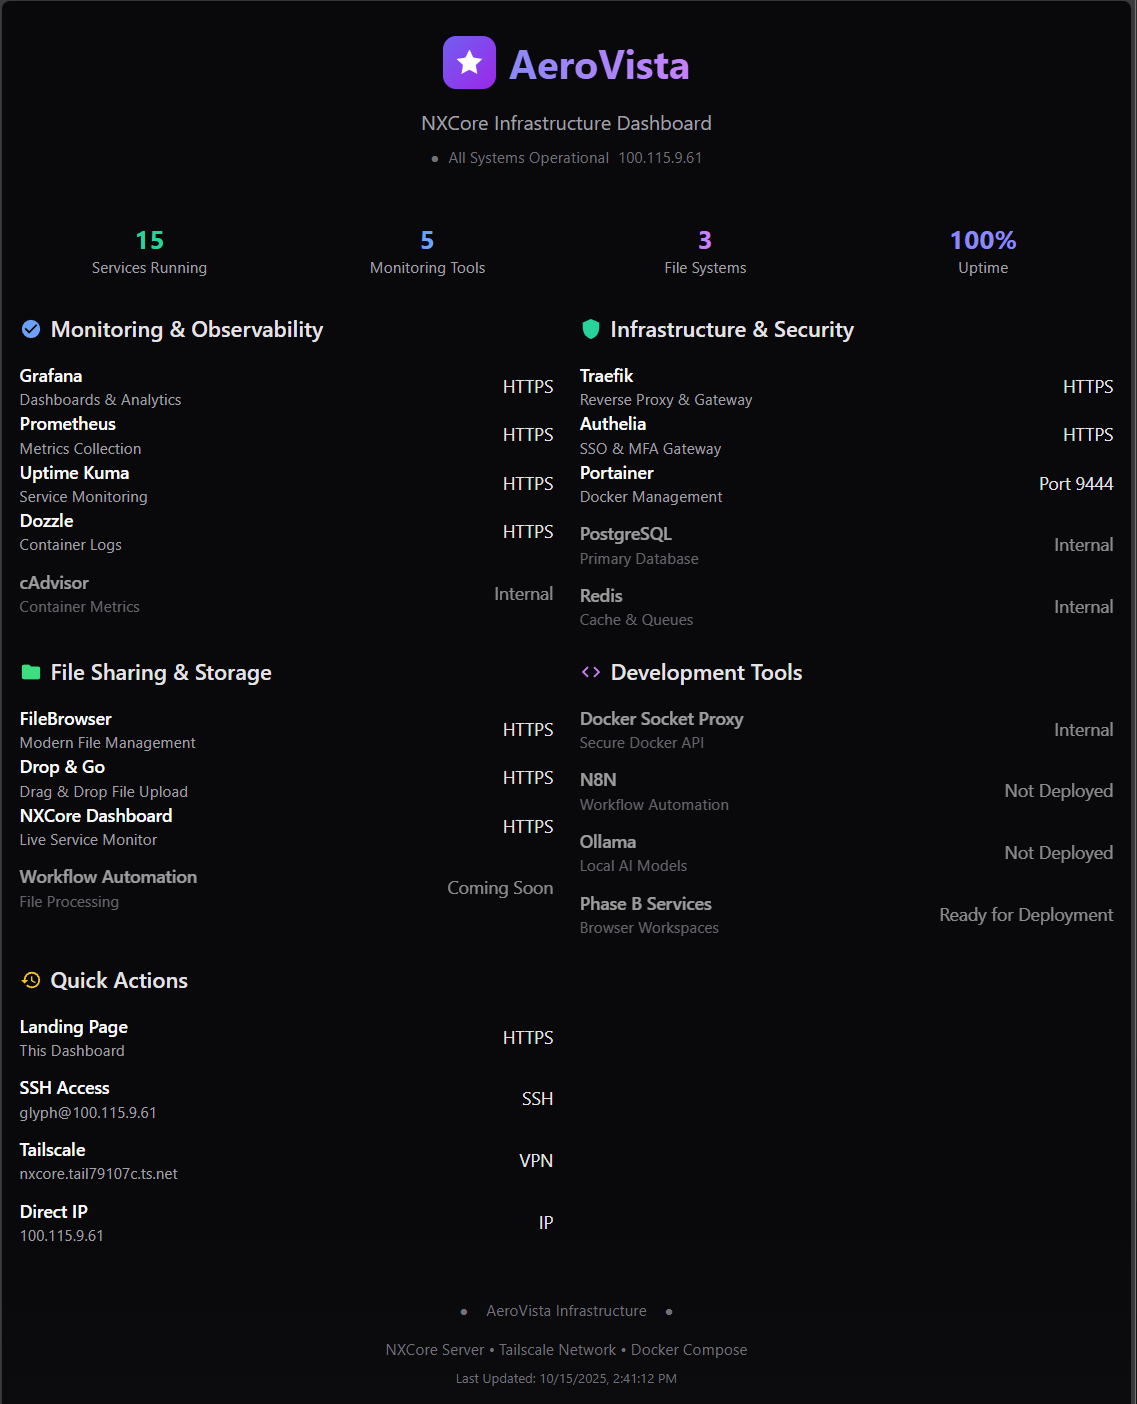 AeroVista
NXCore Infrastructure Dashboard
● All Systems Operational 100.115.9.61
15
Services Running
5
Monitoring Tools
3
File Systems
100%
Uptime
Monitoring & Observability
Grafana
Dashboards & Analytics
HTTPS
Prometheus
Metrics Collection
HTTPS
Uptime Kuma
Service Monitoring
HTTPS
Dozzle
Container Logs
HTTPS
cAdvisor
Container Metrics
Internal
Infrastructure & Security
Traefik
Reverse Proxy & Gateway
HTTPS
Authelia
SSO & MFA Gateway
HTTPS
Portainer
Docker Management
Port 9444
PostgreSQL
Primary Database
Internal
Redis
Cache & Queues
Internal
File Sharing & Storage
FileBrowser
Modern File Management
HTTPS
Drop & Go
Drag & Drop File Upload
HTTPS
NXCore Dashboard
Live Service Monitor
HTTPS
Workflow Automation
File Processing
Coming Soon
Development Tools
Docker Socket Proxy
Secure Docker API
Internal
N8N
Workflow Automation
Not Deployed
Ollama
Local AI Models
Not Deployed
Phase B Services
Browser Workspaces
Ready for Deployment
Quick Actions
Landing Page
This Dashboard
HTTPS
SSH Access
glyph@100.115.9.61
SSH
Tailscale
nxcore.tail79107c.ts.net
VPN
Direct IP
100.115.9.61
IP
● AeroVista Infrastructure ●
NXCore Server • Tailscale Network • Docker Compose
Last Updated: 10/15/2025, 2:41:12 PM